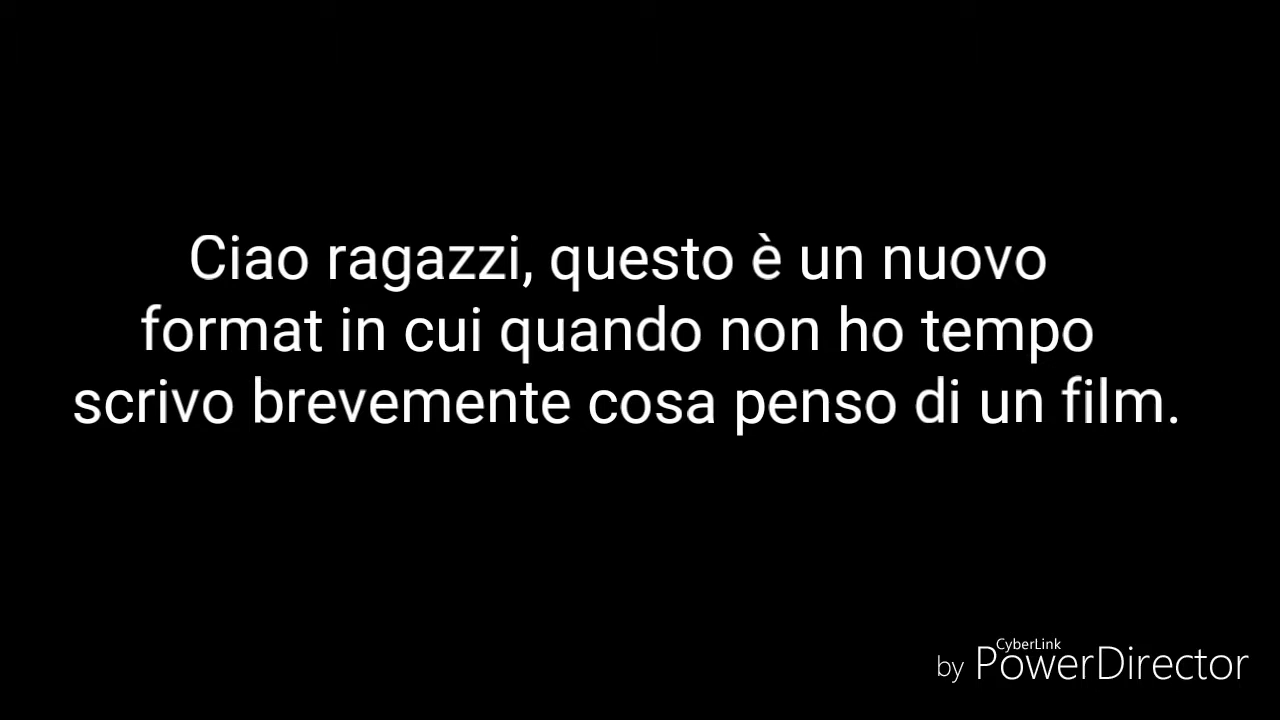 Ciao ragazzi, questo è un nuovo
format in cui quando non ho tempo
scrivo brevemente cosa penso di un film.
CyberLink
by PowerDirector